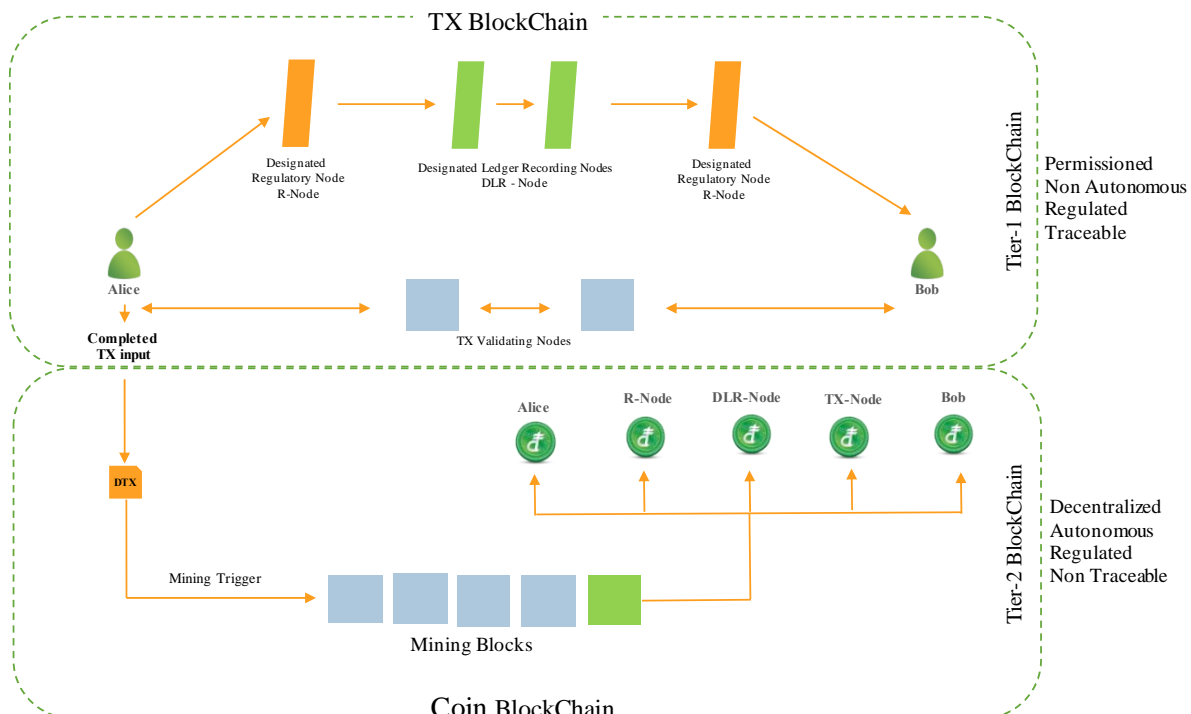 TX BlockChain
Designated
Regulatory Node
R-Node
Designated Ledger Recording Nodes
DLR - Node
Designated
Regulatory Node
R-Node
Tier-1 BlockChain
Permissioned
Non Autonomous
Regulated
Traceable
Alice
Bob
Completed
TX input
TX Validating Nodes
Alice
R-Node
DLR-Node
TX-Node
Bob
DTX
Mining Trigger
Mining Blocks
Tier-2 BlockChain
Decentralized
Autonomous
Regulated
Non Traceable
Coin BlockChain